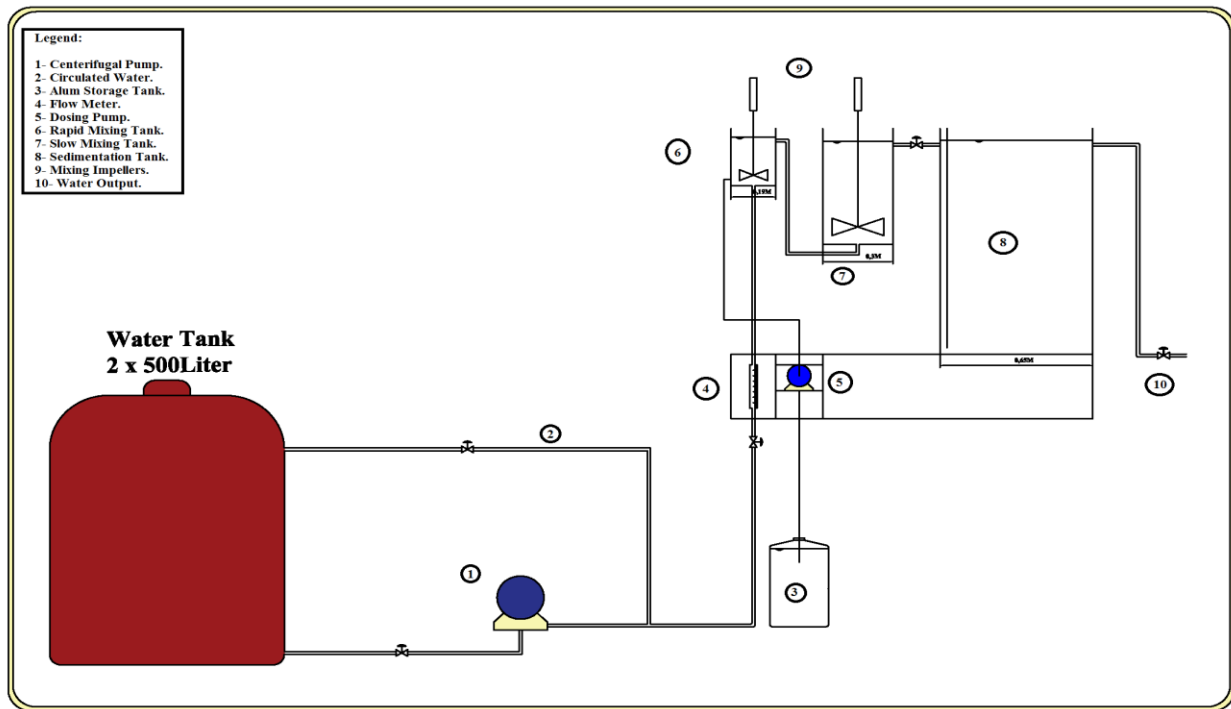 Legend:
1- Centerifugal Pump.
2- Circulated Water.
3- Alum Storage Tank.
4- Flow Meter.
5- Dosing Pump.
6- Rapid Mixing Tank.
7- Slow Mixing Tank.
8- Sedimentation Tank.
9- Mixing Impellers.
10- Water Output.
9
6
0,19M
8
0,3M
7
Water Tank
2 x 500Liter
0,65M
4
5
10
2
1
3